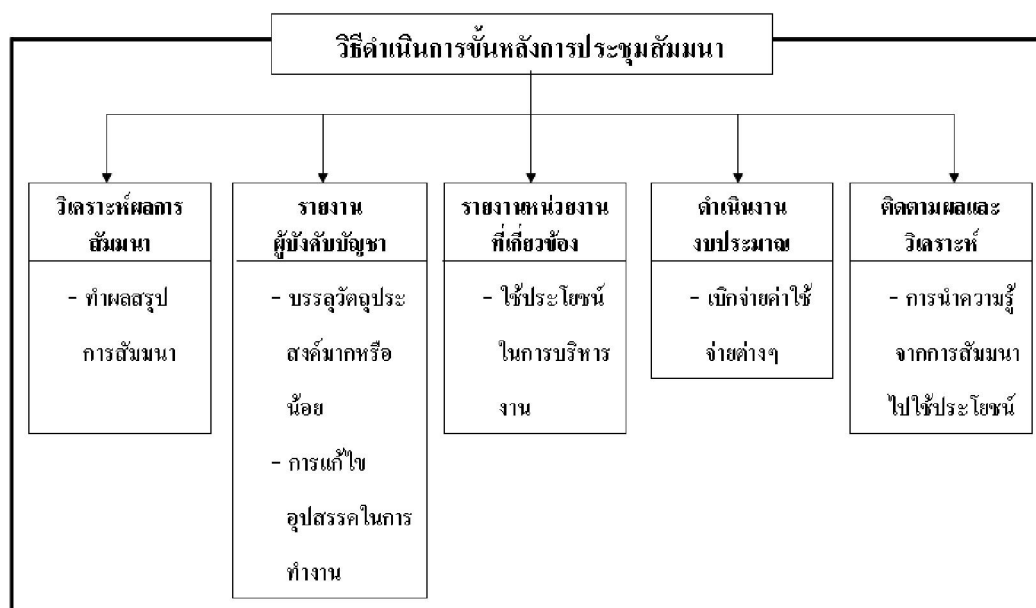 วิธีดำเนินการขั้นหลังการประชุมสัมมนา
วิเคราะห์ผลการ
สัมมนา
- ทำผลสรุป
การสัมมนา
รายงาน
ผู้บังคับบัญชา
- บรรลุวัตถุประ
สงค์มากหรือ
น้อย
- การแก้ไข
อุปสรรคในการ
ทำงาน
รายงานหน่วยงาน
ที่เกี่ยวข้อง
- ใช้ประโยชน์
ในการบริหาร
งาน
ดำเนินงาน
งบประมาณ
- เบิกจ่ายค่าใช้
จ่ายต่างๆ
ติดตามผลและ
วิเคราะห์
- การนำความรู้
จากการสัมมนา
ไปใช้ประโยชน์